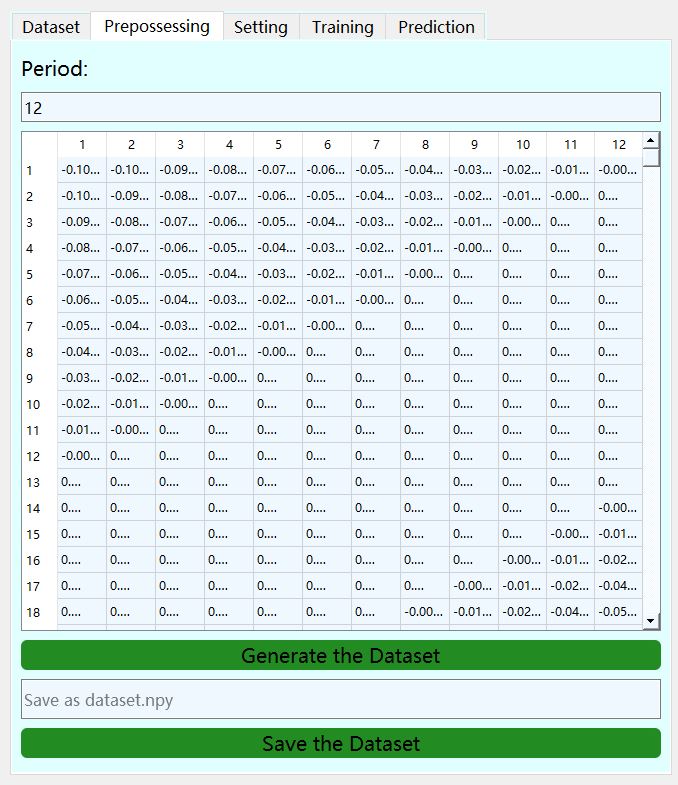 Dataset Prepossessing Setting Training Prediction
Period:
12
1 2 3 4 5 6 7 8 9 10 11 12
1 -0.10... -0.10... -0.09... -0.08... -0.07... -0.06... -0.05... -0.04... -0.03... -0.02... -0.01... -0.00...
2 -0.10... -0.09... -0.08... -0.07... -0.06... -0.05... -0.04... -0.03... -0.02... -0.01... -0.00... 0....
3 -0.09... -0.08... -0.07... -0.06... -0.05... -0.04... -0.03... -0.02... -0.01... -0.00... 0.... 0....
4 -0.08... -0.07... -0.06... -0.05... -0.04... -0.03... -0.02... -0.01... -0.00... 0.... 0.... 0....
5 -0.07... -0.06... -0.05... -0.04... -0.03... -0.02... -0.01... -0.00... 0.... 0.... 0.... 0....
6 -0.06... -0.05... -0.04... -0.03... -0.02... -0.01... -0.00... 0.... 0.... 0.... 0.... 0....
7 -0.05... -0.04... -0.03... -0.02... -0.01... -0.00... 0.... 0.... 0.... 0.... 0.... 0....
8 -0.04... -0.03... -0.02... -0.01... -0.00... 0.... 0.... 0.... 0.... 0.... 0.... 0....
9 -0.03... -0.02... -0.01... -0.00... 0.... 0.... 0.... 0.... 0.... 0.... 0.... 0....
10 -0.02... -0.01... -0.00... 0.... 0.... 0.... 0.... 0.... 0.... 0.... 0.... 0....
11 -0.01... -0.00... 0.... 0.... 0.... 0.... 0.... 0.... 0.... 0.... 0.... 0....
12 -0.00... 0.... 0.... 0.... 0.... 0.... 0.... 0.... 0.... 0.... 0.... 0....
13 0.... 0.... 0.... 0.... 0.... 0.... 0.... 0.... 0.... 0.... 0.... 0....
14 0.... 0.... 0.... 0.... 0.... 0.... 0.... 0.... 0.... 0.... 0.... -0.00...
15 0.... 0.... 0.... 0.... 0.... 0.... 0.... 0.... 0.... 0.... -0.00... -0.01...
16 0.... 0.... 0.... 0.... 0.... 0.... 0.... 0.... 0.... -0.00... -0.01... -0.02...
17 0.... 0.... 0.... 0.... 0.... 0.... 0.... 0.... -0.00... -0.01... -0.02... -0.04...
18 0.... 0.... 0.... 0.... 0.... 0.... 0.... -0.00... -0.01... -0.02... -0.04... -0.05...
Generate the Dataset
Save as dataset.npy
Save the Dataset